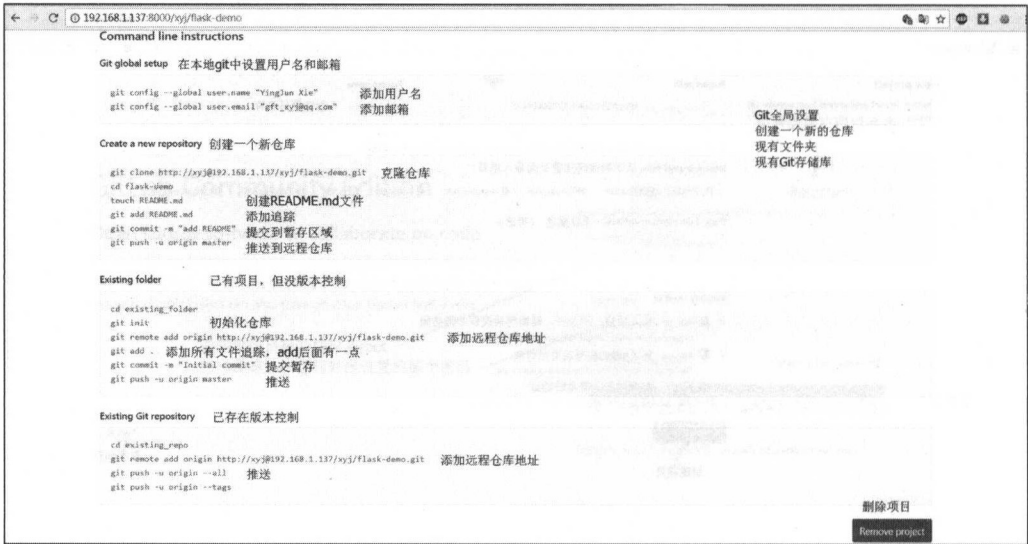 192.168.1.137:8000/xyj/flask-demo
Command line instructions
Git global setup 在本地git中设置用户名和邮箱
git config --global user.name "YingJun Xie" 添加用户名
git config --global user.email "gft_xyj@qq.com" 添加邮箱
Git全局设置
创建一个新的仓库
现有文件夹
现有Git存储库
Create a new repository 创建一个新仓库
git clone http://xyj@192.168.1.137/xyj/flask-demo.git 克隆仓库
cd flask-demo
touch README.md 创建README.md文件
git add README.md 添加追踪
git commit -m "add README" 提交到暂存区域
git push -u origin master 推送到远程仓库
Existing folder 已有项目，但没版本控制
cd existing_folder
git init 初始化仓库
git remote add origin http://xyj@192.168.1.137/xyj/flask-demo.git 添加远程仓库地址
git add . 添加所有文件追踪，add后面有一点
git commit -m "Initial commit" 提交暂存
git push -u origin master 推送
Existing Git repository 已存在版本控制
cd existing_repo
git remote add origin http://xyj@192.168.1.137/xyj/flask-demo.git 添加远程仓库地址
git push -u origin --all 推送
git push -u origin --tags
删除项目
Remove project